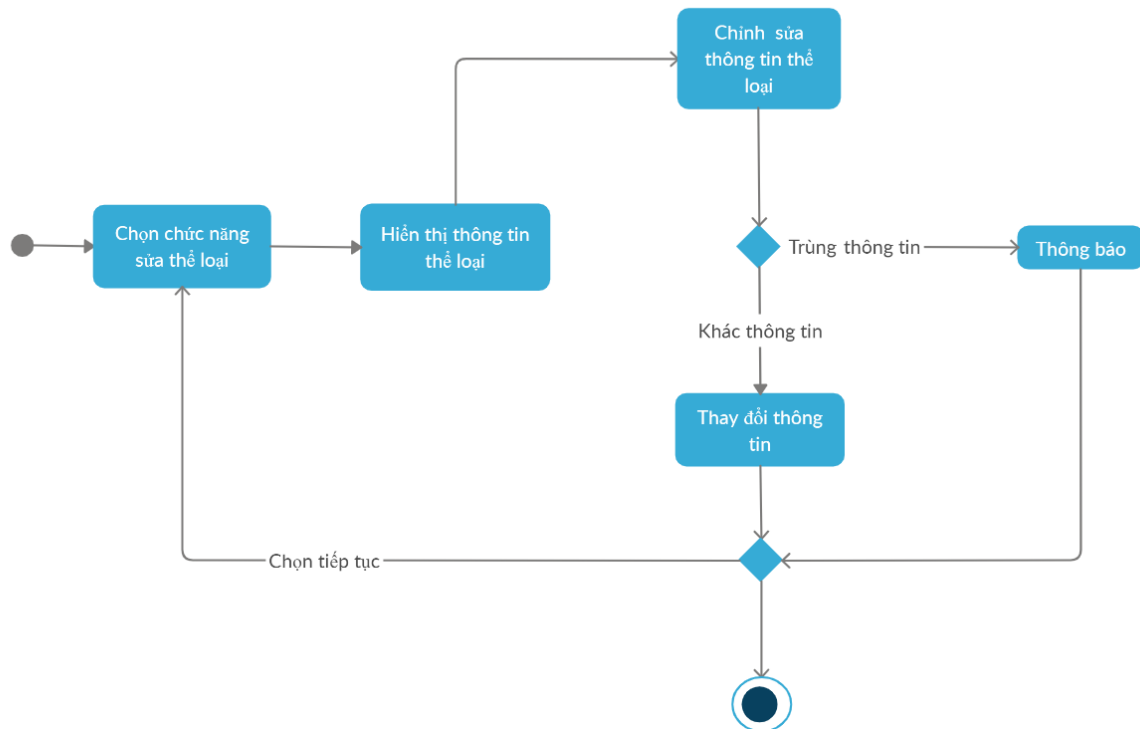 Chỉnh sửa
thông tin thể
loại
Chọn chức năng
sửa thể loại
Hiển thị thông tin
thể loại
Trùng thông tin
Thông báo
Khác thông tin
Thay đổi thông
tin
Chọn tiếp tục